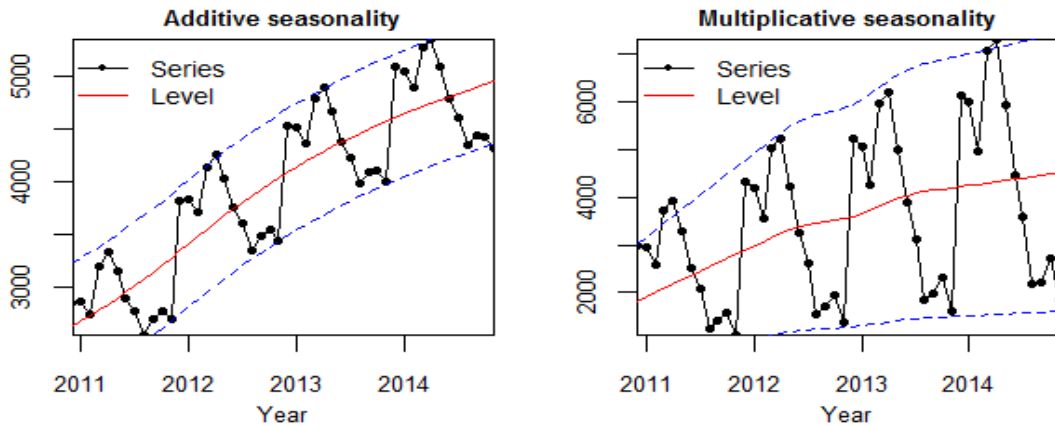 Additive seasonality
Series
Level
5000
4000
3000
2011 2012 2013 2014
Year
Multiplicative seasonality
Series
Level
6000
4000
2000
2011 2012 2013 2014
Year